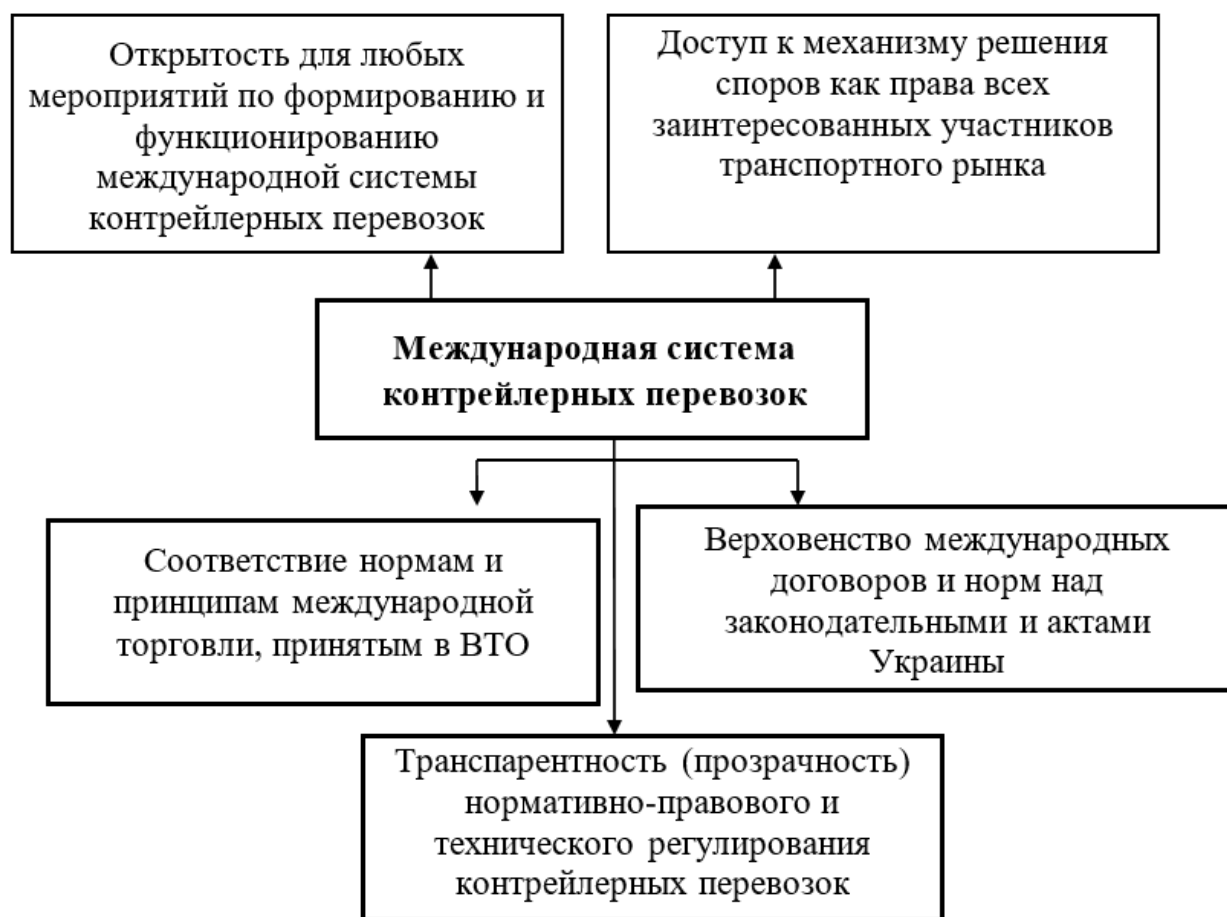 Открытость для любых
мероприятий по формированию и
функционированию
международной системы
контрейлерных перевозок
Доступ к механизму решения
споров как права всех
заинтересованных участников
транспортного рынка
Международная система
контрейлерных перевозок
Соответствие нормам и
принципам международной
торговли, принятым в ВТО
Верховенство международных
договоров и норм над
законодательными и актами
Украины
Транспарентность (прозрачность)
нормативно-правового и
технического регулирования
контрейлерных перевозок